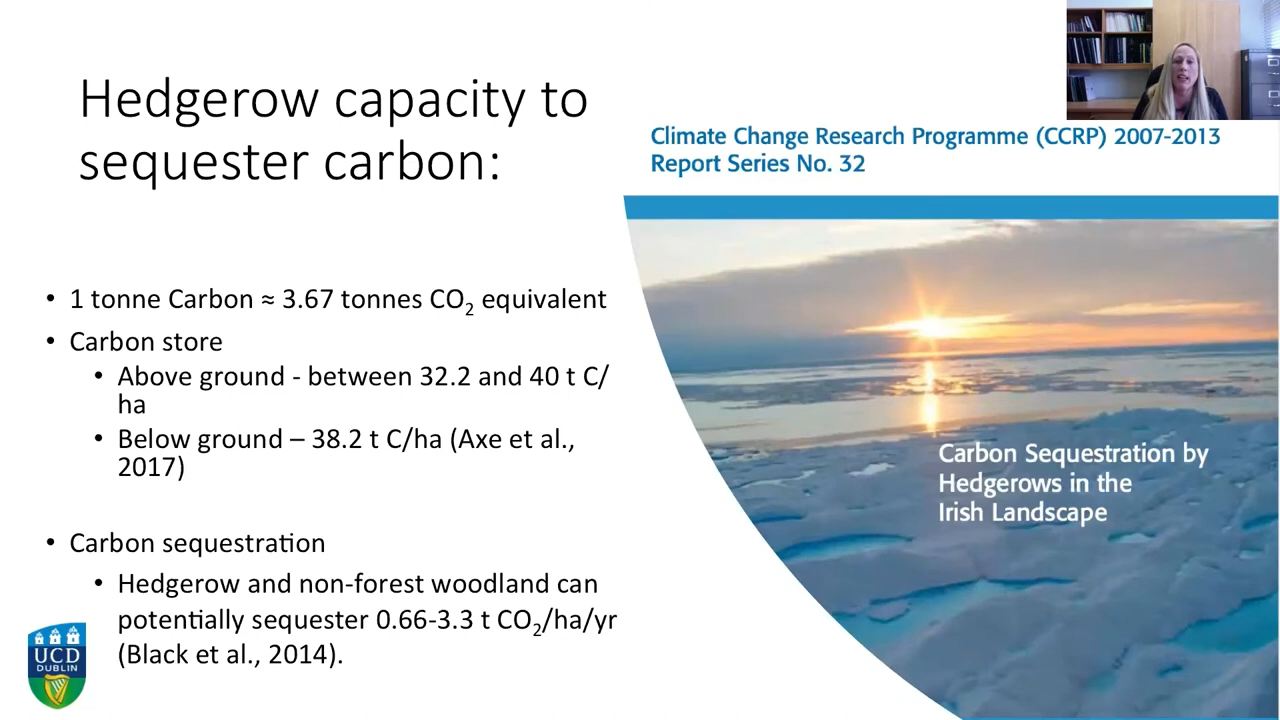 Hedgerow capacity to
sequester carbon:
• 1 tonne Carbon ≈ 3.67 tonnes CO₂ equivalent
• Carbon store
• Above ground - between 32.2 and 40 t C/
ha
• Below ground – 38.2 t C/ha (Axe et al.,
2017)
• Carbon sequestration
• Hedgerow and non-forest woodland can
potentially sequester 0.66-3.3 t CO₂/ha/yr
(Black et al., 2014).
UCD
DUBLIN
Climate Change Research Programme (CCRP) 2007-2013
Report Series No. 32
Carbon Sequestration by
Hedgerows in the
Irish Landscape